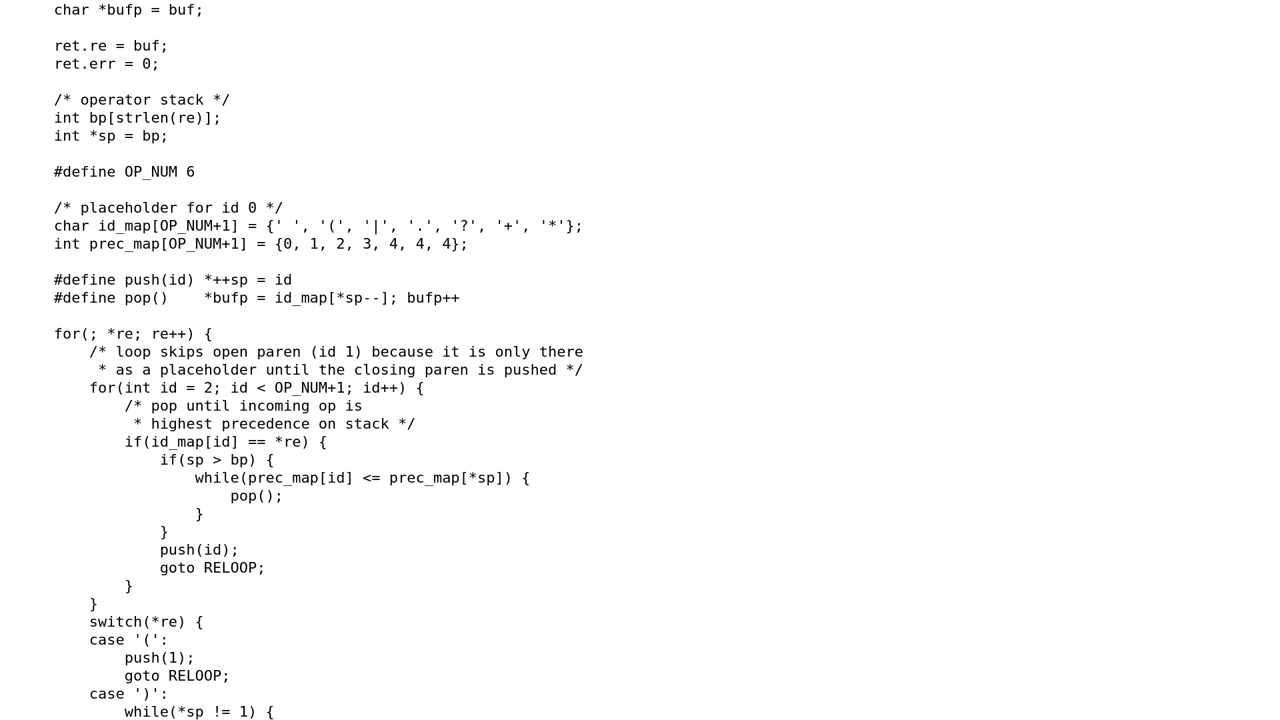 char *bufp = buf;

ret.re = buf;
ret.err = 0;

/* operator stack */
int bp[strlen(re)];
int *sp = bp;

#define OP_NUM 6

/* placeholder for id 0 */
char id_map[OP_NUM+1] = {' ', '(', '|', '.', '?', '+', '*'};
int prec_map[OP_NUM+1] = {0, 1, 2, 3, 4, 4, 4};

#define push(id) *++sp = id
#define pop()    *bufp = id_map[*sp--]; bufp++

for(; *re; re++) {
    /* loop skips open paren (id 1) because it is only there
     * as a placeholder until the closing paren is pushed */
    for(int id = 2; id < OP_NUM+1; id++) {
        /* pop until incoming op is
         * highest precedence on stack */
        if(id_map[id] == *re) {
            if(sp > bp) {
                while(prec_map[id] <= prec_map[*sp]) {
                    pop();
                }
            }
            push(id);
            goto RELOOP;
        }
    }
    switch(*re) {
    case '(':
        push(1);
        goto RELOOP;
    case ')':
        while(*sp != 1) {